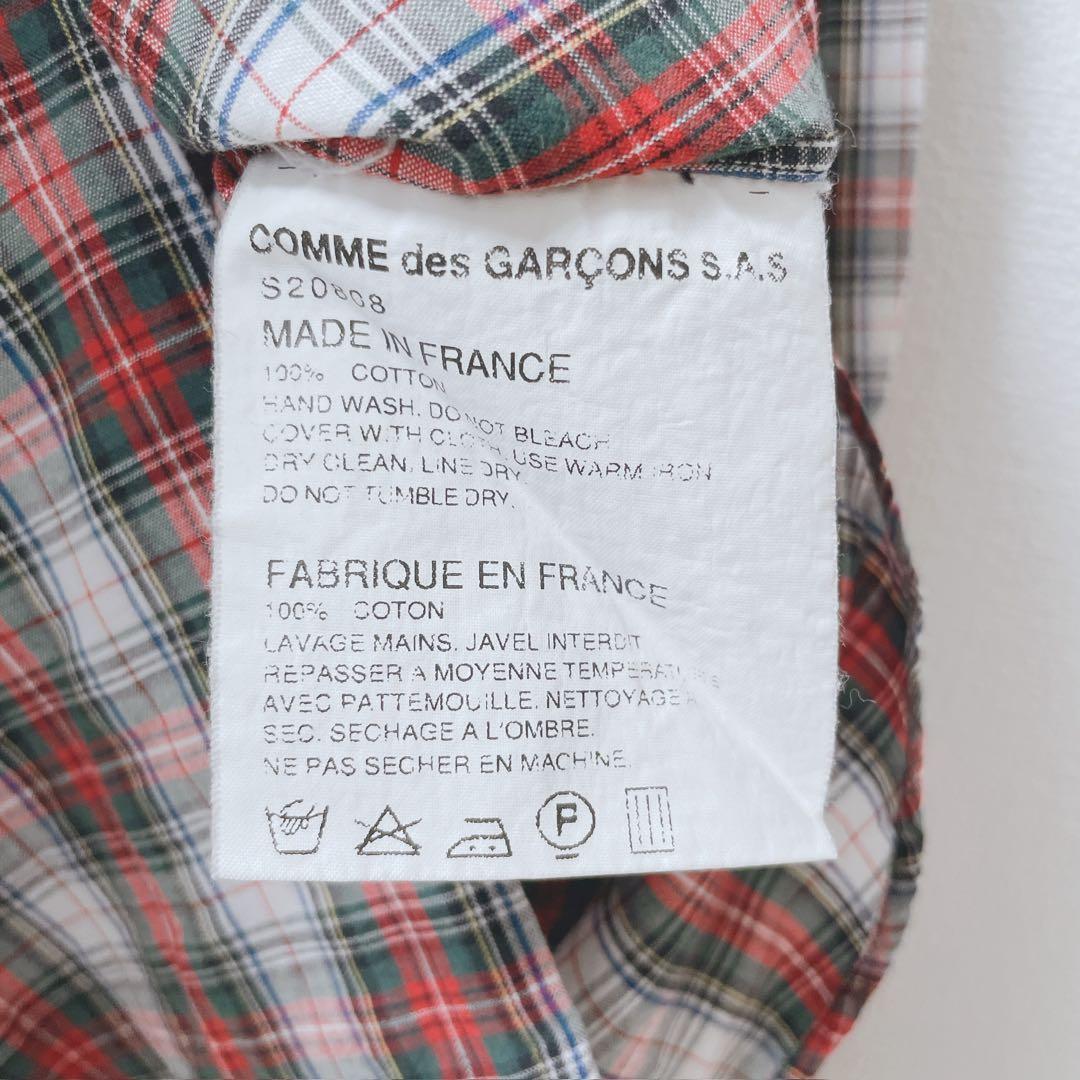 COMME des GARÇONS S.A.S
S20868
MADE IN FRANCE
100% COTTON
HAND WASH. DO NOT BLEACH
COVER WITH CLOTH. USE WARM IRON
DRY CLEAN. LINE DRY.
DO NOT TUMBLE DRY.
FABRIQUE EN FRANCE
100% COTON
LAVAGE MAINS. JAVEL INTERDIT
REPASSER A MOYENNE TEMPERATURE
AVEC PATTEMOUILLE. NETTOYAGE A
SEC. SECHAGE A L'OMBRE.
NE PAS SECHER EN MACHINE.
P